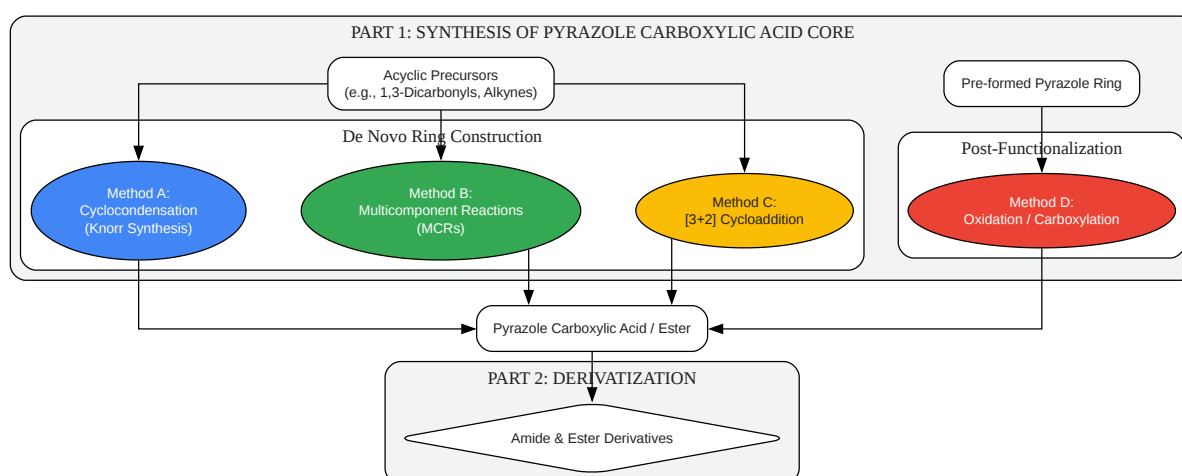 PART 1: SYNTHESIS OF PYRAZOLE CARBOXYLIC ACID CORE
Acyclic Precursors
(e.g., 1,3-Dicarbonyls, Alkynes)
Pre-formed Pyrazole Ring
De Novo Ring Construction
Post-Functionalization
Method A:
Cyclocondensation
(Knorr Synthesis)
Method B:
Multicomponent Reactions
(MCRs)
Method C:
[3+2] Cycloaddition
Method D:
Oxidation / Carboxylation
Pyrazole Carboxylic Acid / Ester
PART 2: DERIVATIZATION
Amide & Ester Derivatives